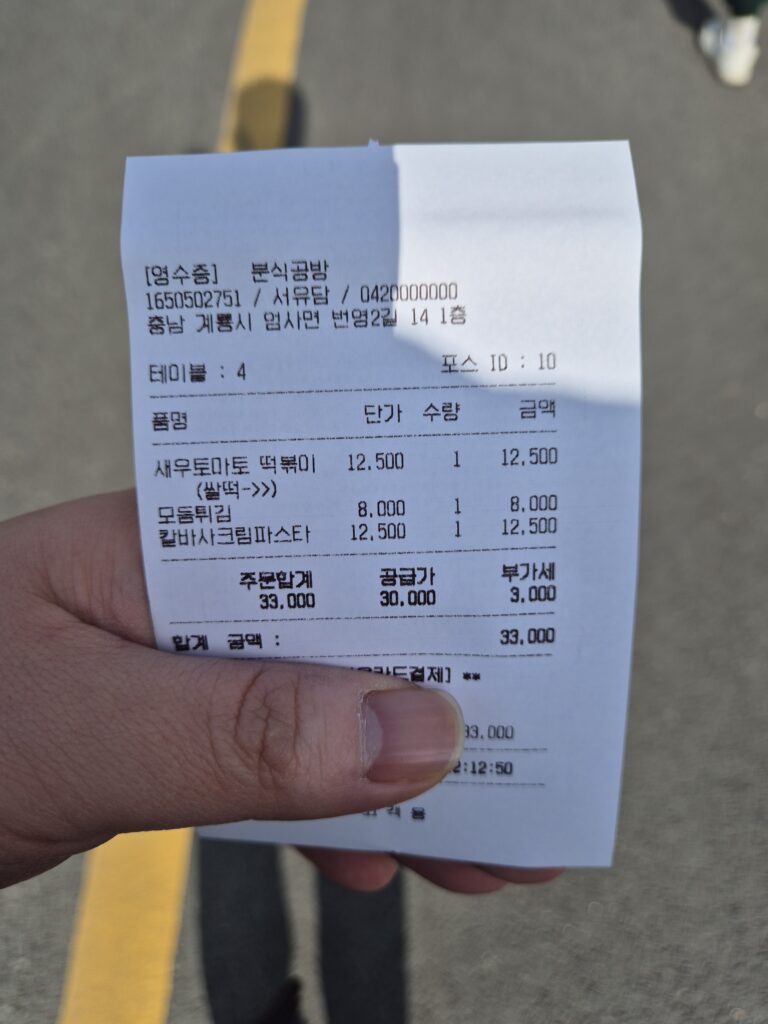 [영수증] 분식공방
1650502751 / 서유담 / 0420000000
충남 계룡시 엄사면 번영2길 14 1층
테이블 : 4 포스 ID : 10
품명 단가 수량 금액
새우토마토 떡볶이 12,500 1 12,500
(쌀떡->>)
모둠튀김 8,000 1 8,000
칼바사크림파스타 12,500 1 12,500
주문합계 공급가 부가세
33,000 30,000 3,000
합계 금액 : 33,000
드결제] **
33,000
2:12:50